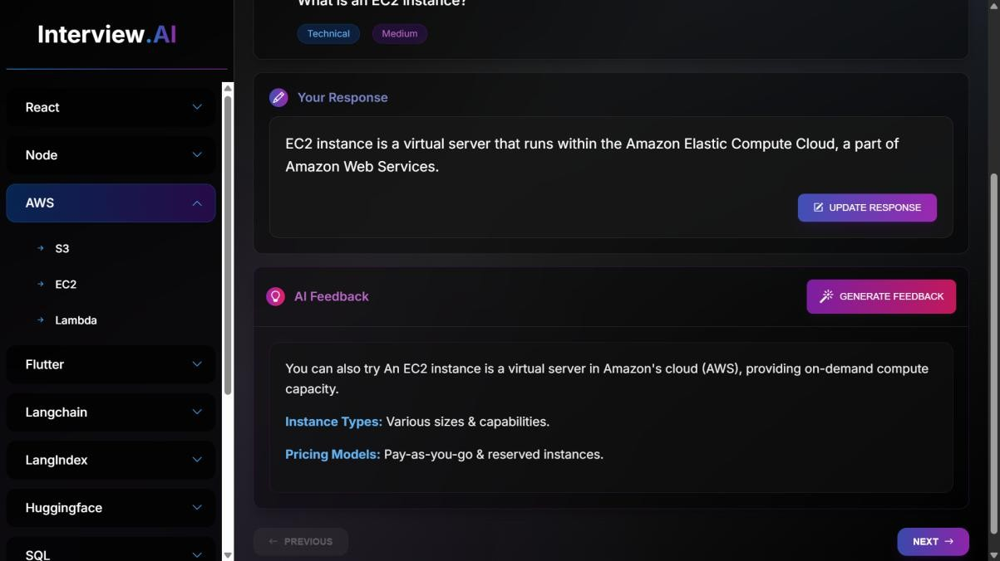 Interview.AI
React
Node
AWS
S3
EC2
Lambda
Flutter
Langchain
LangIndex
Huggingface
SQL
What is an EC2 instance?
Technical
Medium
Your Response
EC2 instance is a virtual server that runs within the Amazon Elastic Compute Cloud, a part of
Amazon Web Services.
UPDATE RESPONSE
AI Feedback
GENERATE FEEDBACK
You can also try An EC2 instance is a virtual server in Amazon's cloud (AWS), providing on-demand compute
capacity.
Instance Types: Various sizes & capabilities.
Pricing Models: Pay-as-you-go & reserved instances.
← PREVIOUS
NEXT →